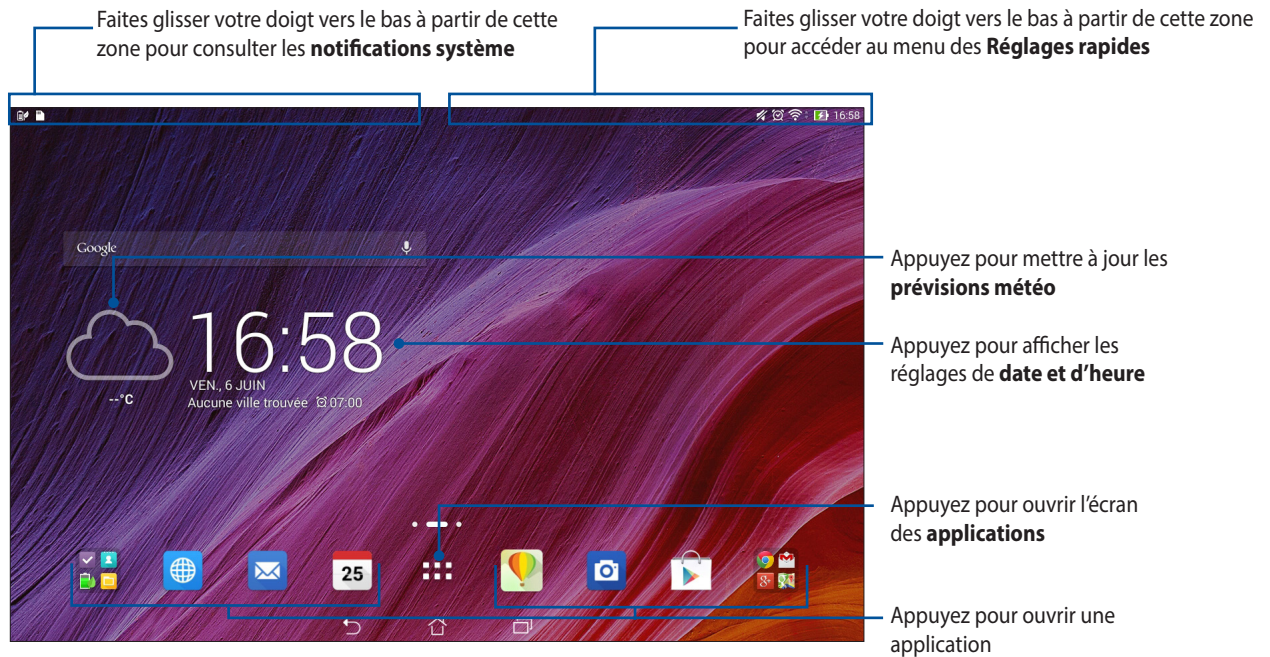 Faites glisser votre doigt vers le bas à partir de cette
zone pour consulter les notifications système
Faites glisser votre doigt vers le bas à partir de cette zone
pour accéder au menu des Réglages rapides
16:58
Google
Appuyez pour mettre à jour les
prévisions météo
16:58
VEN., 6 JUIN
--°C
Aucune ville trouvée 07:00
Appuyez pour afficher les
réglages de date et d’heure
Appuyez pour ouvrir l’écran
des applications
25
8+
Appuyez pour ouvrir une
application